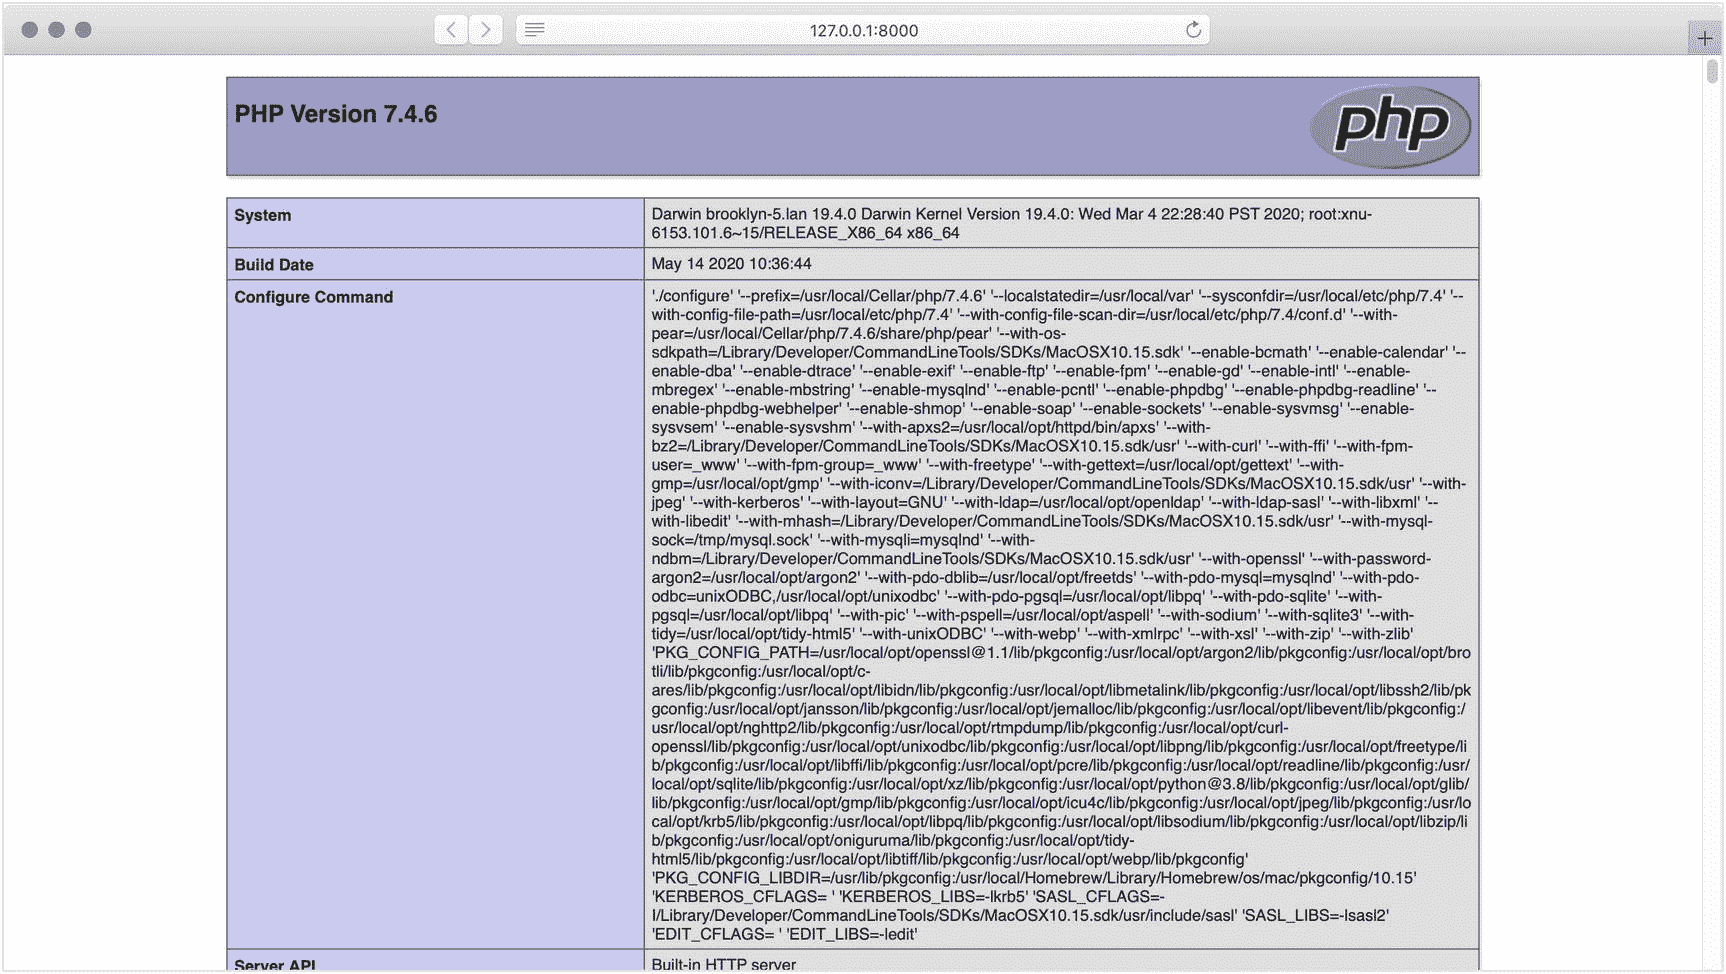 127.0.0.1:8000
PHP Version 7.4.6
php
System
Darwin brooklyn-5.lan 19.4.0 Darwin Kernel Version 19.4.0: Wed Mar 4 22:28:40 PST 2020; root:xnu-
6153.101.6~15/RELEASE_X86_64 x86_64
Build Date
May 14 2020 10:36:44
Configure Command
'./configure' '--prefix=/usr/local/Cellar/php/7.4.6' '--localstatedir=/usr/local/var' '--sysconfdir=/usr/local/etc/php/7.4' '--
with-config-file-path=/usr/local/etc/php/7.4' '--with-config-file-scan-dir=/usr/local/etc/php/7.4/conf.d' '--with-
pear=/usr/local/Cellar/php/7.4.6/share/php/pear' '--with-os-
sdkpath=/Library/Developer/CommandLineTools/SDKs/MacOSX10.15.sdk' '--enable-bcmath' '--enable-calendar' '--
enable-dba' '--enable-dtrace' '--enable-exif' '--enable-ftp' '--enable-fpm' '--enable-gd' '--enable-intl' '--enable-
mbregex' '--enable-mbstring' '--enable-mysqlnd' '--enable-pcntl' '--enable-phpdbg' '--enable-phpdbg-readline' '--
enable-phpdbg-webhelper' '--enable-shmop' '--enable-soap' '--enable-sockets' '--enable-sysvmsg' '--enable-
sysvsem' '--enable-sysvshm' '--with-apxs2=/usr/local/opt/httpd/bin/apxs' '--with-
bz2=/Library/Developer/CommandLineTools/SDKs/MacOSX10.15.sdk/usr' '--with-curl' '--with-ffi' '--with-fpm-
user=_www' '--with-fpm-group=_www' '--with-freetype' '--with-gettext=/usr/local/opt/gettext' '--with-
gmp=/usr/local/opt/gmp' '--with-iconv=/Library/Developer/CommandLineTools/SDKs/MacOSX10.15.sdk/usr' '--with-
jpeg' '--with-kerberos' '--with-layout=GNU' '--with-ldap=/usr/local/opt/openldap' '--with-ldap-sasl' '--with-libxml' '--
with-libedit' '--with-mhash=/Library/Developer/CommandLineTools/SDKs/MacOSX10.15.sdk/usr' '--with-mysql-
sock=/tmp/mysql.sock' '--with-mysqli=mysqlnd' '--with-
ndbm=/Library/Developer/CommandLineTools/SDKs/MacOSX10.15.sdk/usr' '--with-openssl' '--with-password-
argon2=/usr/local/opt/argon2' '--with-pdo-dblib=/usr/local/opt/freetds' '--with-pdo-mysql=mysqlnd' '--with-pdo-
odbc=unixODBC,/usr/local/opt/unixodbc' '--with-pdo-pgsql=/usr/local/opt/libpq' '--with-pdo-sqlite' '--with-
pgsql=/usr/local/opt/libpq' '--with-pic' '--with-pspell=/usr/local/opt/aspell' '--with-sodium' '--with-sqlite3' '--with-
tidy=/usr/local/opt/tidy-html5' '--with-unixODBC' '--with-webp' '--with-xmlrpc' '--with-xsl' '--with-zip' '--with-zlib'
'PKG_CONFIG_PATH=/usr/local/opt/openssl@1.1/lib/pkgconfig:/usr/local/opt/argon2/lib/pkgconfig:/usr/local/opt/bro
tli/lib/pkgconfig:/usr/local/opt/c-
ares/lib/pkgconfig:/usr/local/opt/libidn/lib/pkgconfig:/usr/local/opt/libmetalink/lib/pkgconfig:/usr/local/opt/libssh2/lib/pk
gconfig:/usr/local/opt/jansson/lib/pkgconfig:/usr/local/opt/jemalloc/lib/pkgconfig:/usr/local/opt/libevent/lib/pkgconfig:/
usr/local/opt/nghttp2/lib/pkgconfig:/usr/local/opt/rtmpdump/lib/pkgconfig:/usr/local/opt/curl-
openssl/lib/pkgconfig:/usr/local/opt/unixodbc/lib/pkgconfig:/usr/local/opt/libpng/lib/pkgconfig:/usr/local/opt/freetype/li
b/pkgconfig:/usr/local/opt/libffi/lib/pkgconfig:/usr/local/opt/pcre/lib/pkgconfig:/usr/local/opt/readline/lib/pkgconfig:/usr/
local/opt/sqlite/lib/pkgconfig:/usr/local/opt/xz/lib/pkgconfig:/usr/local/opt/python@3.8/lib/pkgconfig:/usr/local/opt/glib/
lib/pkgconfig:/usr/local/opt/gmp/lib/pkgconfig:/usr/local/opt/icu4c/lib/pkgconfig:/usr/local/opt/jpeg/lib/pkgconfig:/usr/lo
cal/opt/krb5/lib/pkgconfig:/usr/local/opt/libpq/lib/pkgconfig:/usr/local/opt/libsodium/lib/pkgconfig:/usr/local/opt/libzip/li
b/pkgconfig:/usr/local/opt/oniguruma/lib/pkgconfig:/usr/local/opt/tidy-
html5/lib/pkgconfig:/usr/local/opt/libtiff/lib/pkgconfig:/usr/local/opt/webp/lib/pkgconfig'
'PKG_CONFIG_LIBDIR=/usr/lib/pkgconfig:/usr/local/Homebrew/Library/Homebrew/os/mac/pkgconfig/10.15'
'KERBEROS_CFLAGS= ' 'KERBEROS_LIBS=-lkrb5' 'SASL_CFLAGS=-
I/Library/Developer/CommandLineTools/SDKs/MacOSX10.15.sdk/usr/include/sasl' 'SASL_LIBS=-lsasl2'
'EDIT_CFLAGS= ' 'EDIT_LIBS=-ledit'
Server API
Built-in HTTP server